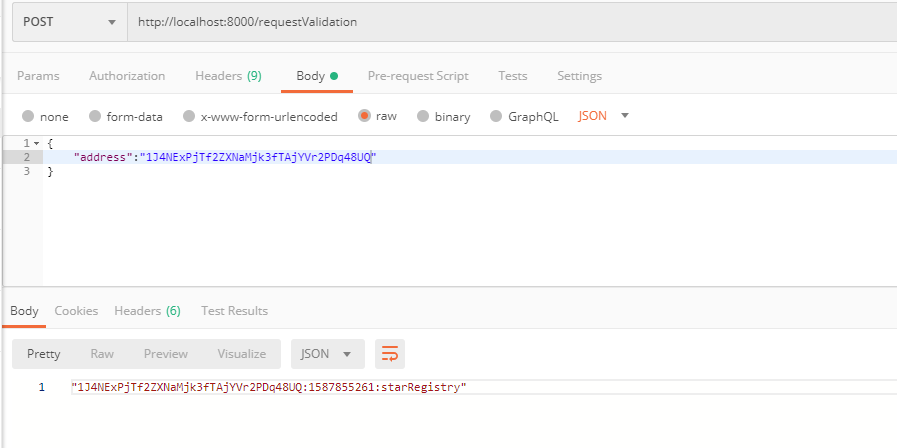 POST http://localhost:8000/requestValidation
Params Authorization Headers (9) Body Pre-request Script Tests Settings
none form-data x-www-form-urlencoded raw binary GraphQL JSON
1 {
2 "address":"1J4NExPjTf2ZXNaMjk3fTAjYVr2PDq48UQ"
3 }
Body Cookies Headers (6) Test Results
Pretty Raw Preview Visualize JSON
1 "1J4NExPjTf2ZXNaMjk3fTAjYVr2PDq48UQ:1587855261:starRegistry"